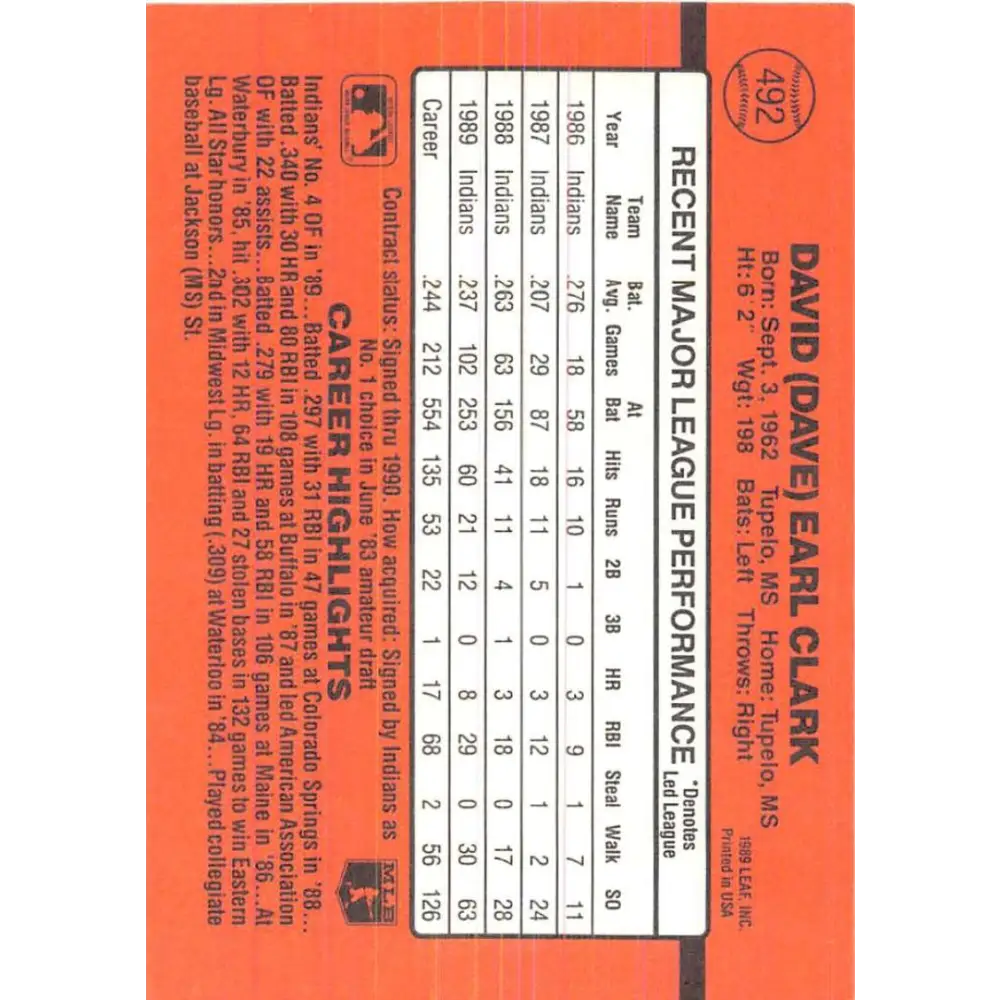 492
DAVID (DAVE) EARL CLARK
Born: Sept. 3, 1962 Tupelo, MS Home: Tupelo, MS
Ht: 6' 2" Wgt: 198 Bats: Left Throws: Right
1989 LEAF, INC.
Printed in USA
RECENT MAJOR LEAGUE PERFORMANCE *Denotes Led League
Year Team Name Bat. Avg. Games At Bat Hits Runs 2B 3B HR RBI Steal Walk SO
1986 Indians .276 18 58 16 10 1 0 3 9 1 7 11
1987 Indians .207 29 87 18 11 5 0 3 12 1 2 24
1988 Indians .263 63 156 41 11 4 1 3 18 0 17 28
1989 Indians .237 102 253 60 21 12 0 8 29 0 30 63
Career .244 212 554 135 53 22 1 17 68 2 56 126
Contract status: Signed thru 1990. How acquired: Signed by Indians as
No. 1 choice in June '83 amateur draft
MLB
CAREER HIGHLIGHTS
Indians' No. 4 OF in '89...Batted .297 with 31 RBI in 47 games at Colorado Springs in '88...
Batted .340 with 30 HR and 80 RBI in 108 games at Buffalo in '87 and led American Association
OF with 22 assists...Batted .279 with 19 HR and 58 RBI in 106 games at Maine in '86...At
Waterbury in '85, hit .302 with 12 HR, 64 RBI and 27 stolen bases in 132 games to win Eastern
Lg. All Star honors...2nd in Midwest Lg. in batting (.309) at Waterloo in '84...Played collegiate
baseball at Jackson (MS) St.